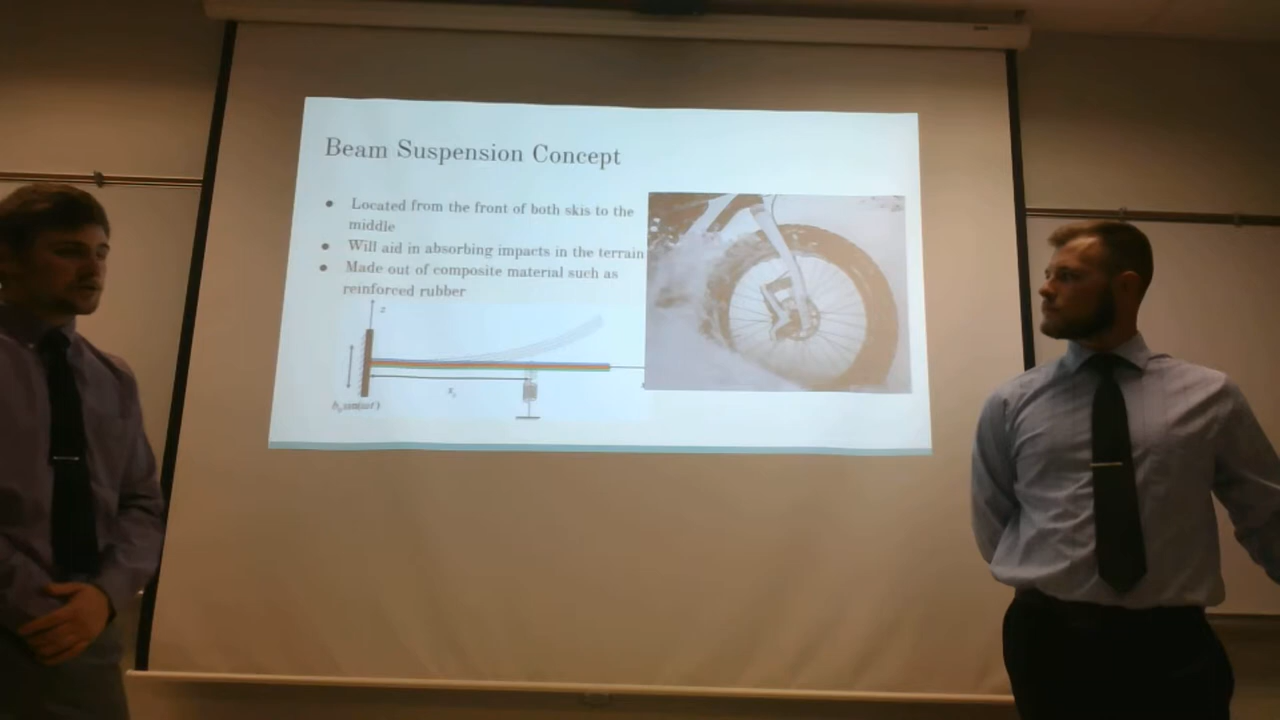 Beam Suspension Concept
● Located from the front of both skis to the
middle
● Will aid in absorbing impacts in the terrain
● Made out of composite material such as
reinforced rubber
z